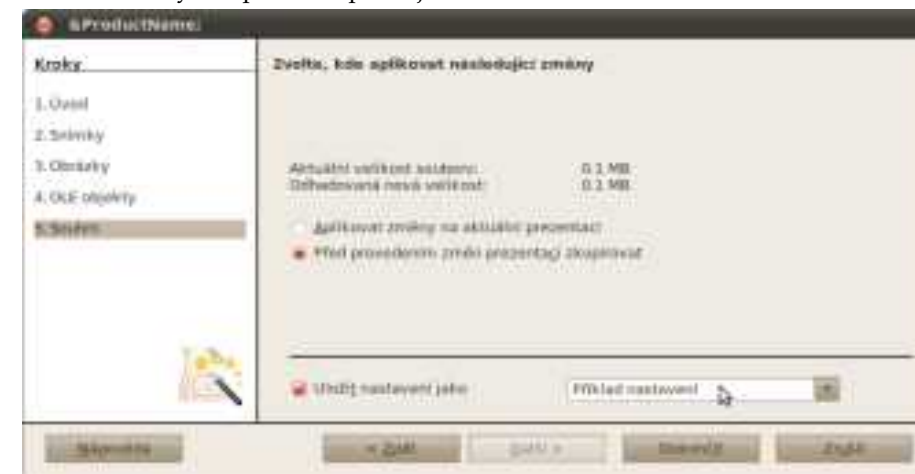 &ProductName;
Kroky
Zvolte, kde aplikovat následující změny
1. Úvod
2. Snímky
3. Obrázky
4. OLE objekty
5. Souhrn
Aktuální velikost souboru: 0.1 MB
Odhadovaná nová velikost: 0.1 MB
Aplikovat změny na aktuální prezentaci
Před provedením změn prezentaci zkopírovat
Uložit nastavení jako
Příklad nastavení
Nápověda
< Zpět
Další >
Dokončit
Zrušit